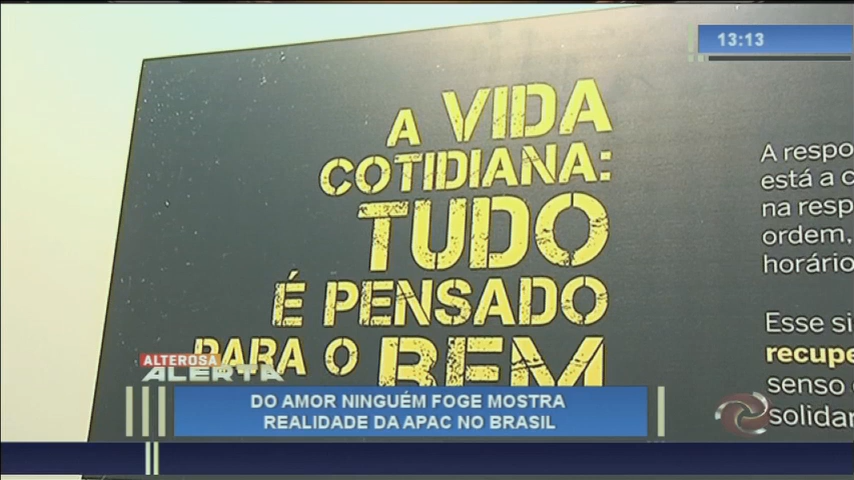 13:13
A VIDA
COTIDIANA:
TUDO
É PENSADO
PARA O BEM
A respo
está a c
na resp
ordem,
horário
Esse si
recupe
senso
solidar
ALTEROSA
ALERTA
DO AMOR NINGUÉM FOGE MOSTRA
REALIDADE DA APAC NO BRASIL